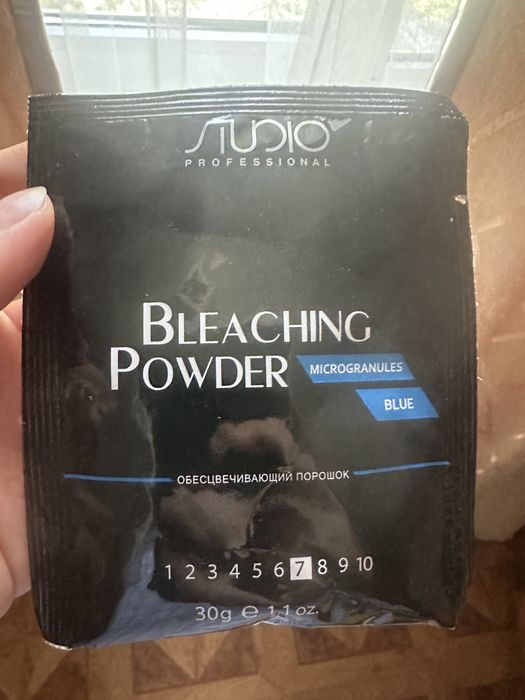 STUDIO
PROFESSIONAL
BLEACHING
POWDER
MICROGRANULES
BLUE
ОБЕСЦВЕЧИВАЮЩИЙ ПОРОШОК
1 2 3 4 5 6 7 8 9 10
30g ℮ 1.1 oz.